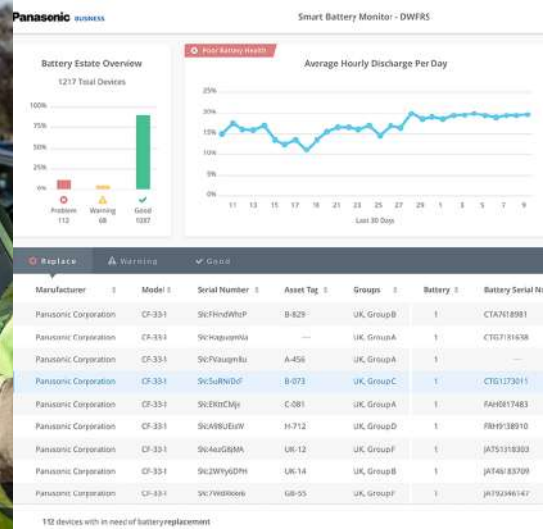 Panasonic BUSINESS
Smart Battery Monitor - DWFRS
Battery Estate Overview
1217 Total Devices
100%
75%
50%
25%
0%
Problem
112
Warning
68
Good
1037
Poor Battery Health
Average Hourly Discharge Per Day
25%
20%
15%
10%
5%
0%
11 13 15 17 18 21 23 25 27 29 1 3 5 7 9
Last 30 Days
Replace Warning Good
Manufacturer Model Serial Number Asset Tag Groups Battery Battery Serial
Panasonic Corporation CF-33-1 B-829 UK, GroupB 1 CTA7618981
Panasonic Corporation CF-33-1 --- UK, GroupA 1 CTG7131638
Panasonic Corporation CF-33-1 A-456 UK, GroupA 1 ---
Panasonic Corporation CF-33-1 B-073 UK, GroupC 1 CTG1173011
Panasonic Corporation CF-33-1 C-081 UK, GroupA 1 FAH0817483
Panasonic Corporation CF-33-1 H-712 UK, GroupD 1 FRH9138910
Panasonic Corporation CF-33-1 UK-12 UK, GroupF 1 JAT51318303
Panasonic Corporation CF-33-1 UK-14 UK, GroupB 1 JAT46183709
Panasonic Corporation CF-33-1 GB-55 UK, GroupF 1 JAT92346147
112 devices with in need of battery replacement